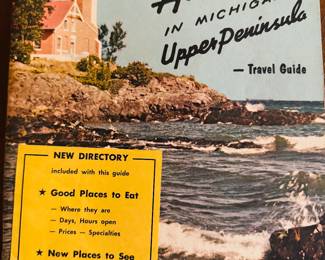 IN MICHIGAN
Upper Peninsula
— Travel Guide
NEW DIRECTORY
included with this guide
★ Good Places to Eat
— Where they are
— Days, Hours open
— Prices — Specialties
★ New Places to See